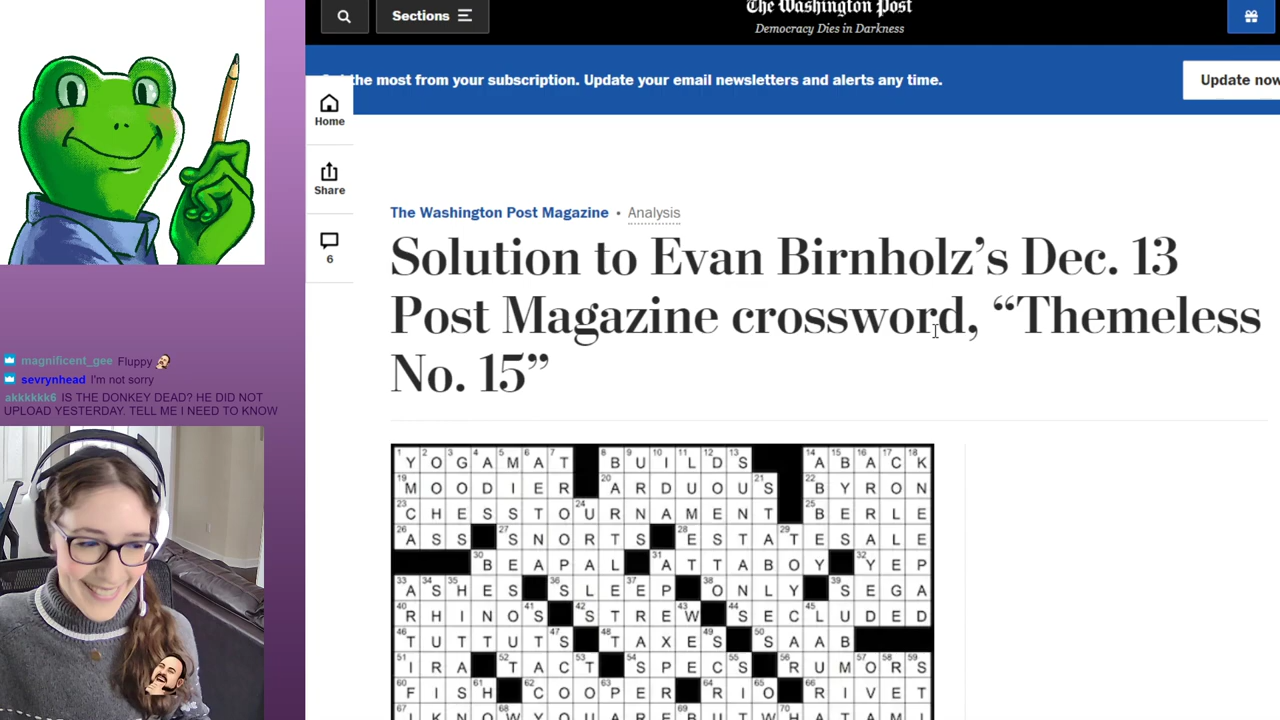 The Washington Post
Democracy Dies in Darkness
Sections
the most from your subscription. Update your email newsletters and alerts any time.
Update now
Home
Share
6
The Washington Post Magazine • Analysis
Solution to Evan Birnholz’s Dec. 13
Post Magazine crossword, “Themeless
No. 15”
magnificent_gee Fluppy
sevrynhead I'm not sorry
akkkkkk6 IS THE DONKEY DEAD? HE DID NOT
UPLOAD YESTERDAY. TELL ME I NEED TO KNOW
YOGAMAT BUILDS ABACK
MOODIER ARDUOUS BYRON
CHESSTOURNAMENT BERLE
ASS SNORTS ESTATESALE
BEAPAL ATTABOY YEP
ASHES SLEEP ONLY SEGA
RHINOS STREW SECLUDED
TUTTUTS TAXES SAAB
IRA TACT SPECS RUMORS
FISH COOPER RIO RIVET
IKNOWYOUAREBUTWHATAMI